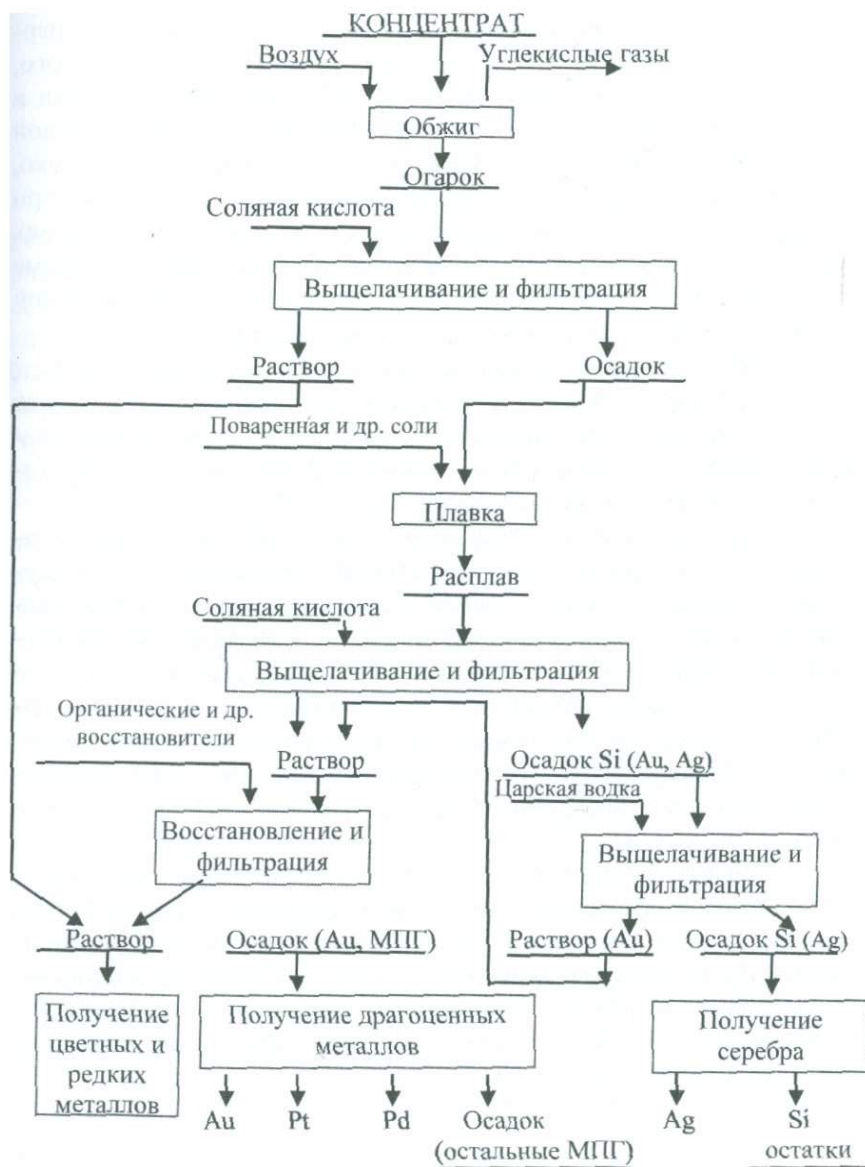 КОНЦЕНТРАТ
Воздух
Углекислые газы
Обжиг
Огарок
Соляная кислота
Выщелачивание и фильтрация
Раствор
Осадок
Поваренная и др. соли
Плавка
Расплав
Соляная кислота
Выщелачивание и фильтрация
Органические и др.
восстановители
Раствор
Осадок Si (Au, Ag)
Царская водка
Восстановление и
фильтрация
Выщелачивание и
фильтрация
Раствор
Осадок (Au, МПГ)
Раствор (Au)
Осадок Si (Ag)
Получение
цветных и
редких
металлов
Получение драгоценных
металлов
Получение
серебра
Au
Pt
Pd
Осадок
(остальные МПГ)
Ag
Si
остатки